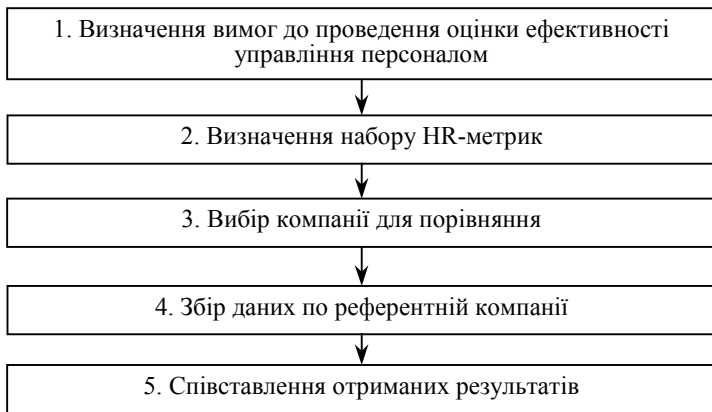 1. Визначення вимог до проведення оцінки ефективності
управління персоналом
2. Визначення набору HR-метрик
3. Вибір компанії для порівняння
4. Збір даних по референтній компанії
5. Співставлення отриманих результатів